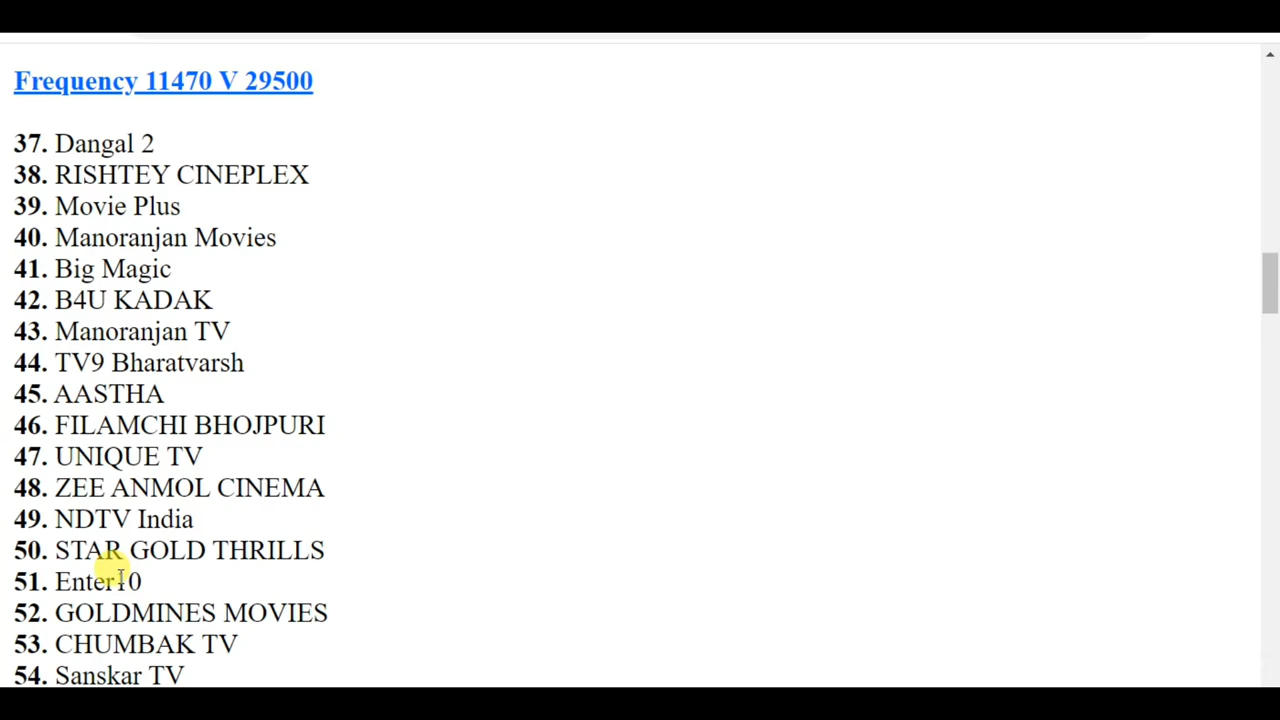 Frequency 11470 V 29500
37. Dangal 2
38. RISHTEY CINEPLEX
39. Movie Plus
40. Manoranjan Movies
41. Big Magic
42. B4U KADAK
43. Manoranjan TV
44. TV9 Bharatvarsh
45. AASTHA
46. FILAMCHI BHOJPURI
47. UNIQUE TV
48. ZEE ANMOL CINEMA
49. NDTV India
50. STAR GOLD THRILLS
51. Enter10
52. GOLDMINES MOVIES
53. CHUMBAK TV
54. Sanskar TV